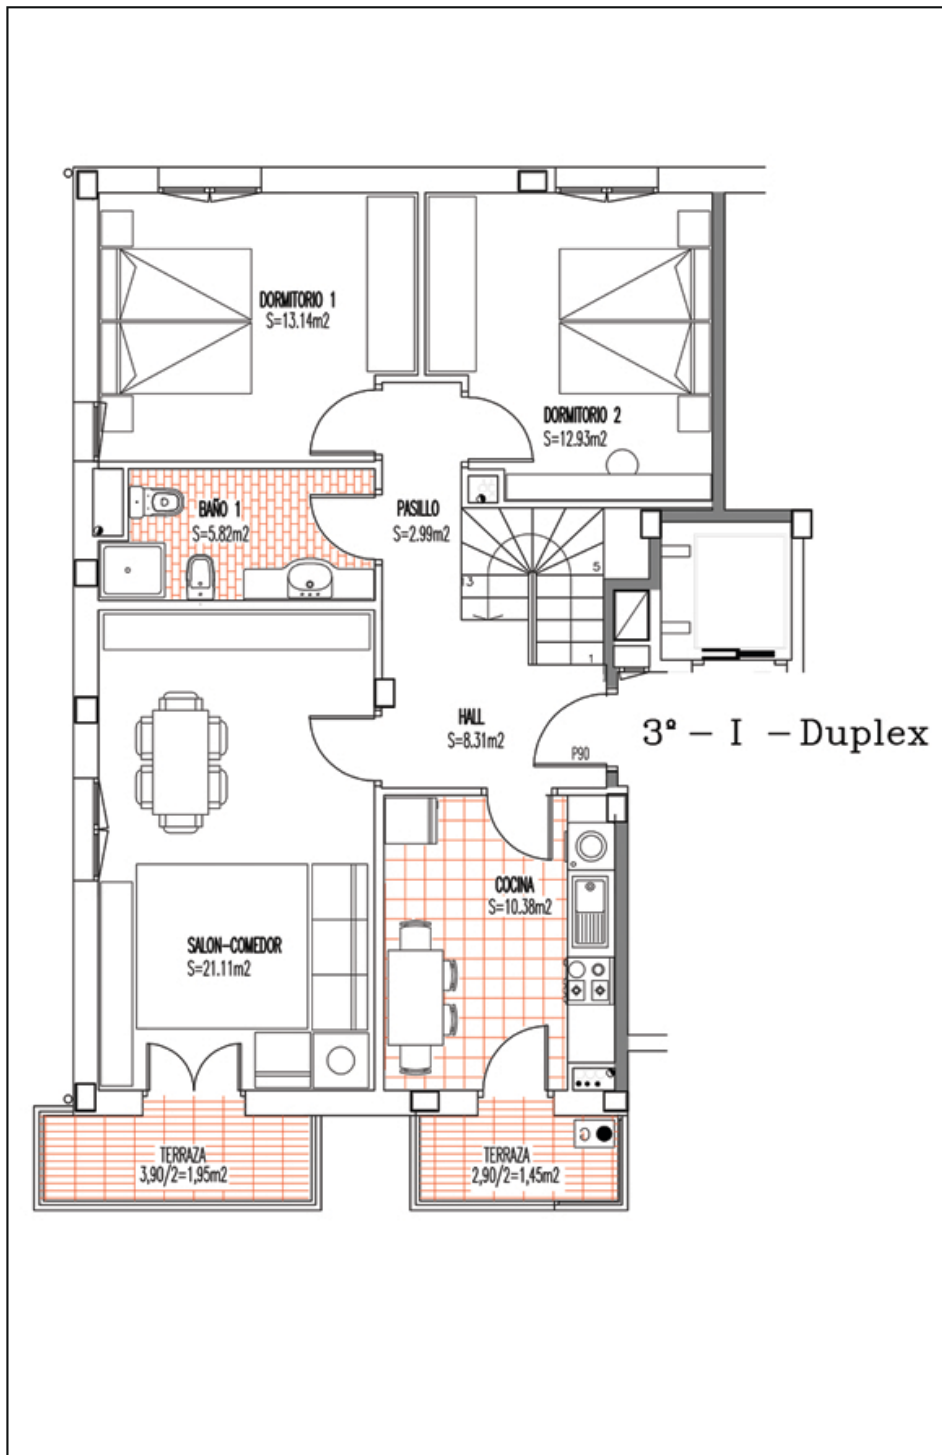 DORMITORIO 1
S=13.14m2
DORMITORIO 2
S=12.93m2
BAÑO 1
S=5.82m2
PASILLO
S=2.99m2
5
13
1
HALL
S=8.31m2
P90
3ª - I - Duplex
COCINA
S=10.38m2
SALON-COMEDOR
S=21.11m2
TERRAZA
3,90/2=1,95m2
TERRAZA
2,90/2=1,45m2